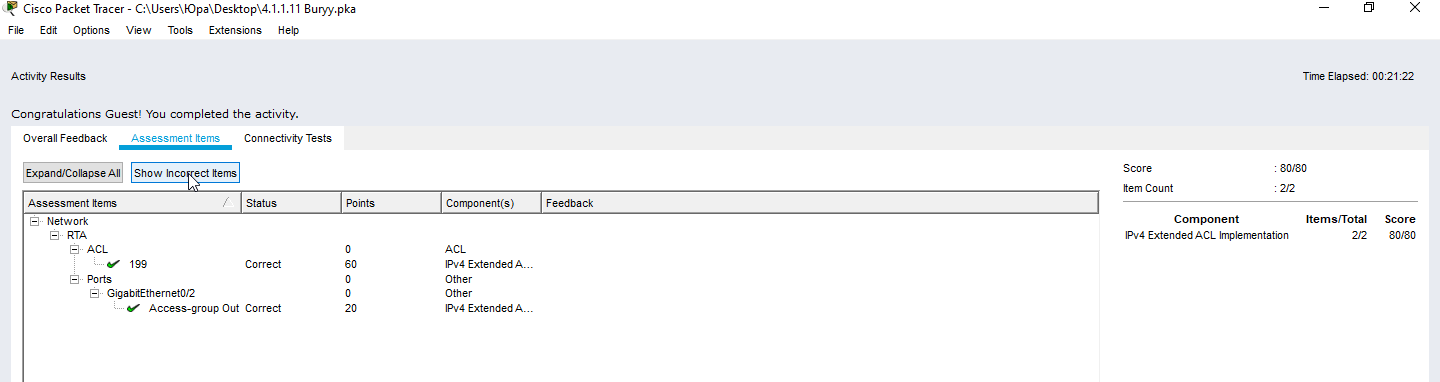 Cisco Packet Tracer - C:\Users\Юра\Desktop\4.1.1.11 Buryy.pka
File Edit Options View Tools Extensions Help
Activity Results
Time Elapsed: 00:21:22
Congratulations Guest! You completed the activity.
Overall Feedback Assessment Items Connectivity Tests
Expand/Collapse All Show Incorrect Items
Assessment Items Status Points Component(s) Feedback
Network
RTA
ACL 0 ACL
199 Correct 60 IPv4 Extended A...
Ports 0 Other
GigabitEthernet0/2 0 Other
Access-group Out Correct 20 IPv4 Extended A...
Score : 80/80
Item Count : 2/2
Component Items/Total Score
IPv4 Extended ACL Implementation 2/2 80/80